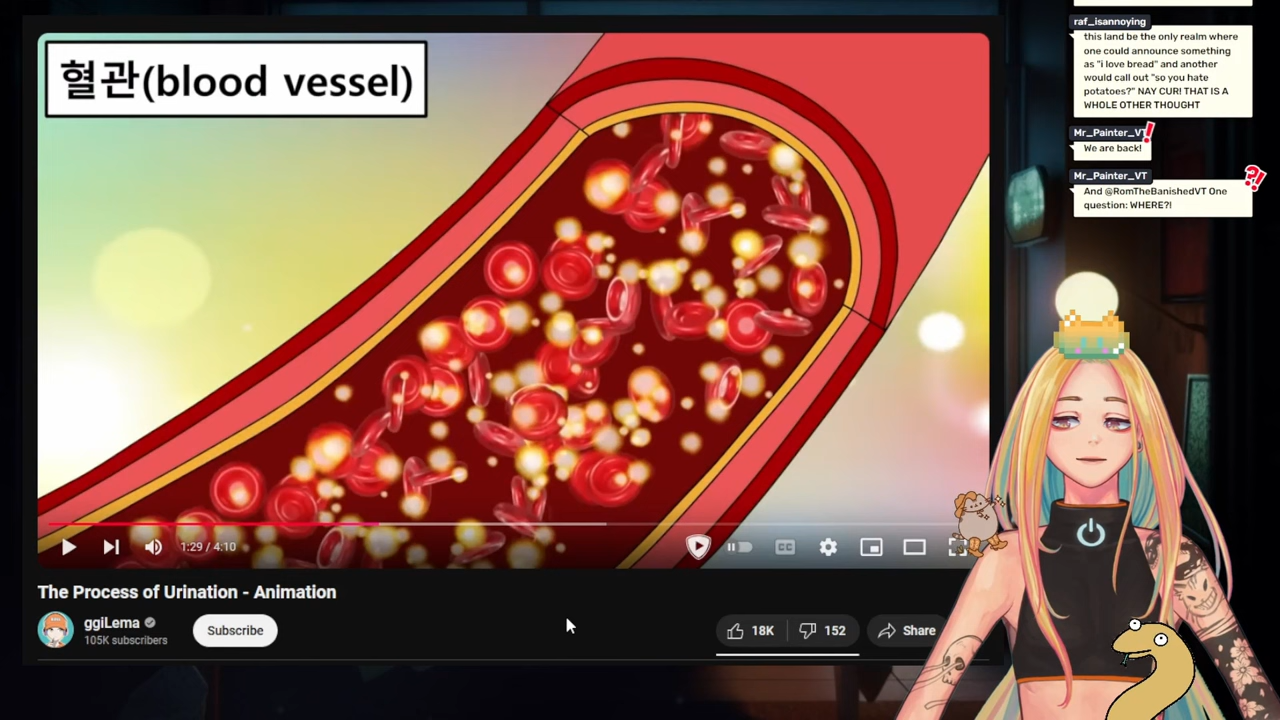 혈관(blood vessel)
1:29 / 4:10
CC
The Process of Urination - Animation
ggiLema
105K subscribers
Subscribe
18K
152
Share
raf_isannoying
this land be the only realm where
one could announce something
as "i love bread" and another
would call out "so you hate
potatoes?" NAY CUR! THAT IS A
WHOLE OTHER THOUGHT
Mr_Painter_VT
We are back!
Mr_Painter_VT
And @RomTheBanishedVT One
question: WHERE?!